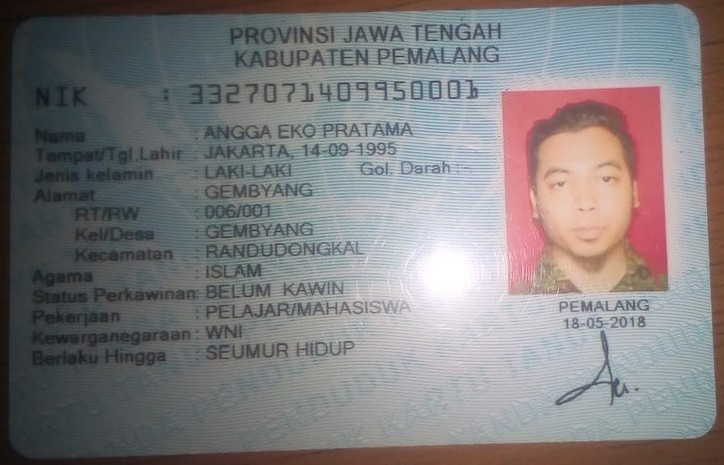 PROVINSI JAWA TENGAH
KABUPATEN PEMALANG
NIK : 3327071409950001
Nama : ANGGA EKO PRATAMA
Tempat/Tgl.Lahir : JAKARTA, 14-09-1995
Jenis kelamin : LAKI-LAKI Gol. Darah : -
Alamat : GEMBYANG
RT/RW : 006/001
Kel/Desa : GEMBYANG
Kecamatan : RANDUDONGKAL
Agama : ISLAM
Status Perkawinan: BELUM KAWIN
Pekerjaan : PELAJAR/MAHASISWA
Kewarganegaraan : WNI
Berlaku Hingga : SEUMUR HIDUP
PEMALANG
18-05-2018